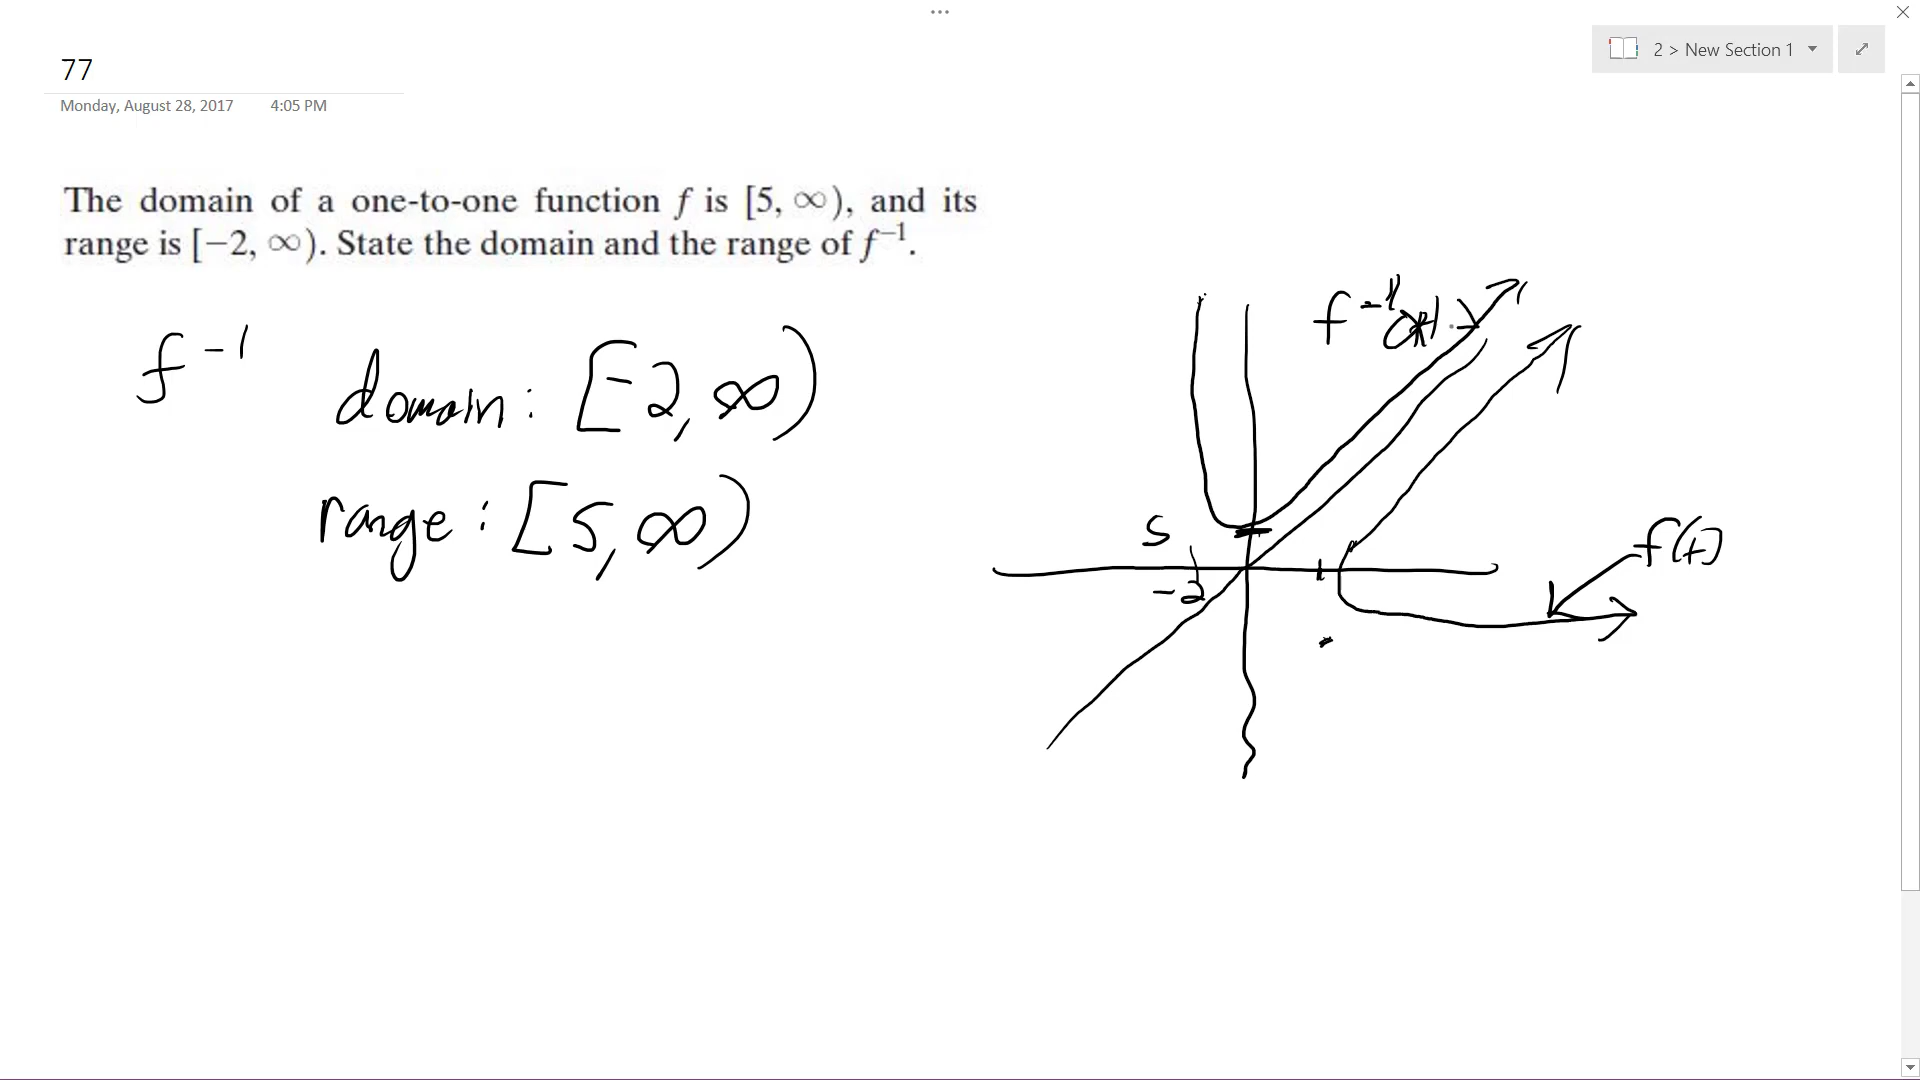 2 > New Section 1
77
Monday, August 28, 2017 4:05 PM
The domain of a one-to-one function f is [5, ∞), and its
range is [−2, ∞). State the domain and the range of f⁻¹.
f⁻¹
domain: [-2, ∞)
range: [5, ∞)
f⁻¹
5
-2